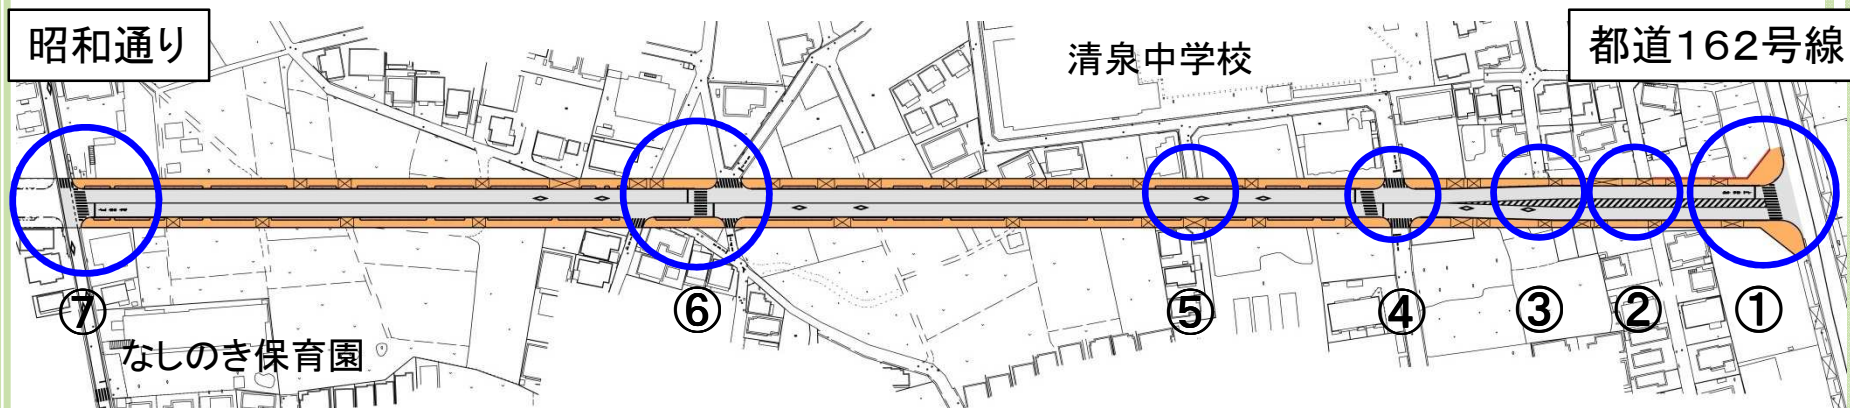 昭和通り
清泉中学校
都道162号線
⑦
⑥
⑤
④
③
②
①
なしのき保育園